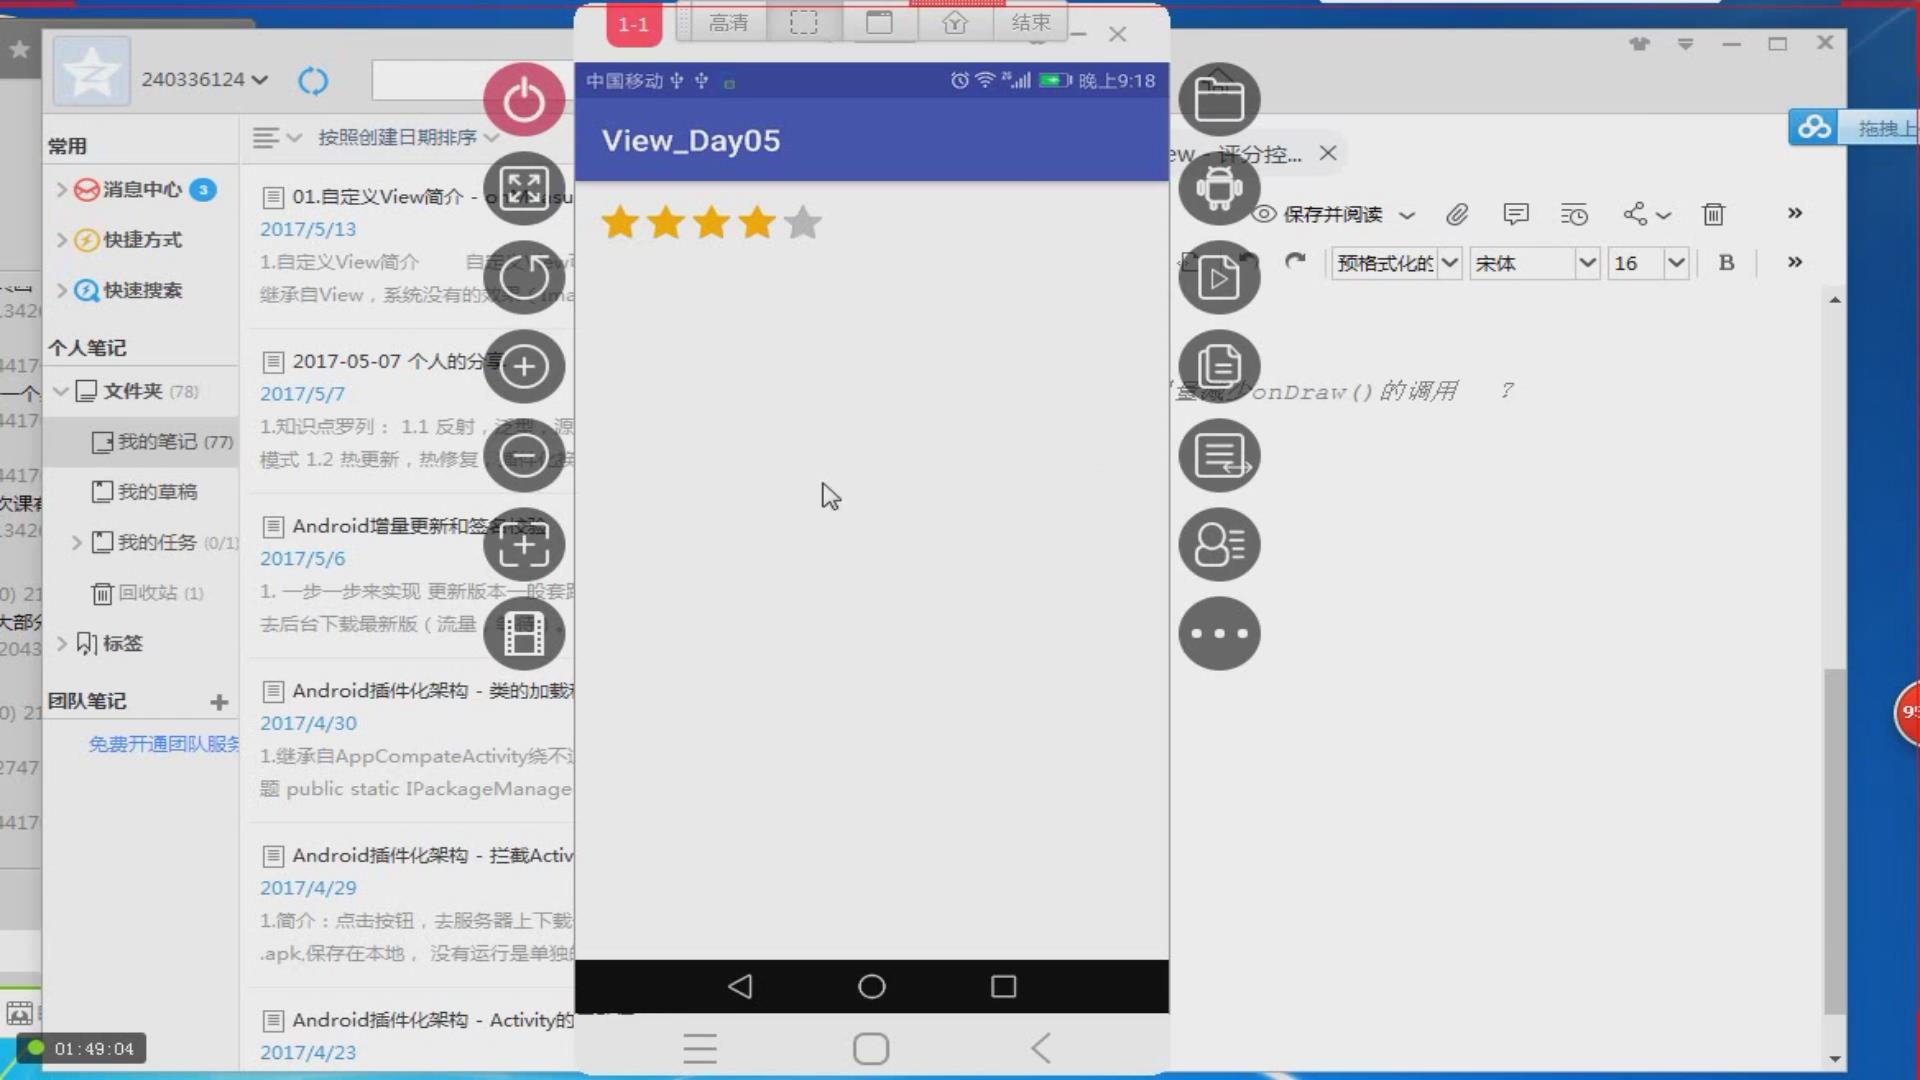 1-1
高清
结束
240336124
按照创建日期排序
中国移动
晚上9:18
View_Day05
拖拽上
评分控...
保存并阅读
预格式化的
宋体
16
B
onDraw()的调用 ?
常用
消息中心 3
快捷方式
快速搜索
个人笔记
文件夹 (78)
我的笔记 (77)
我的草稿
我的任务 (0/1)
回收站 (1)
标签
团队笔记
免费开通团队服务
01.自定义View简介 -
2017/5/13
1.自定义View简介
继承自View，系统没有的效果
2017-05-07 个人的分享
2017/5/7
1.知识点罗列： 1.1 反射，泛型，源
模式 1.2 热更新，热修复，
Android增量更新和签名校验
2017/5/6
1. 一步一步来实现 更新版本一般套路
去后台下载最新版（流量，
Android插件化架构 - 类的加载
2017/4/30
1.继承自AppCompateActivity绕不过
题 public static IPackageManage
Android插件化架构 - 拦截Activ
2017/4/29
1.简介：点击按钮，去服务器上下载
.apk,保存在本地， 没有运行是单独的
Android插件化架构 - Activity的
2017/4/23
01:49:04